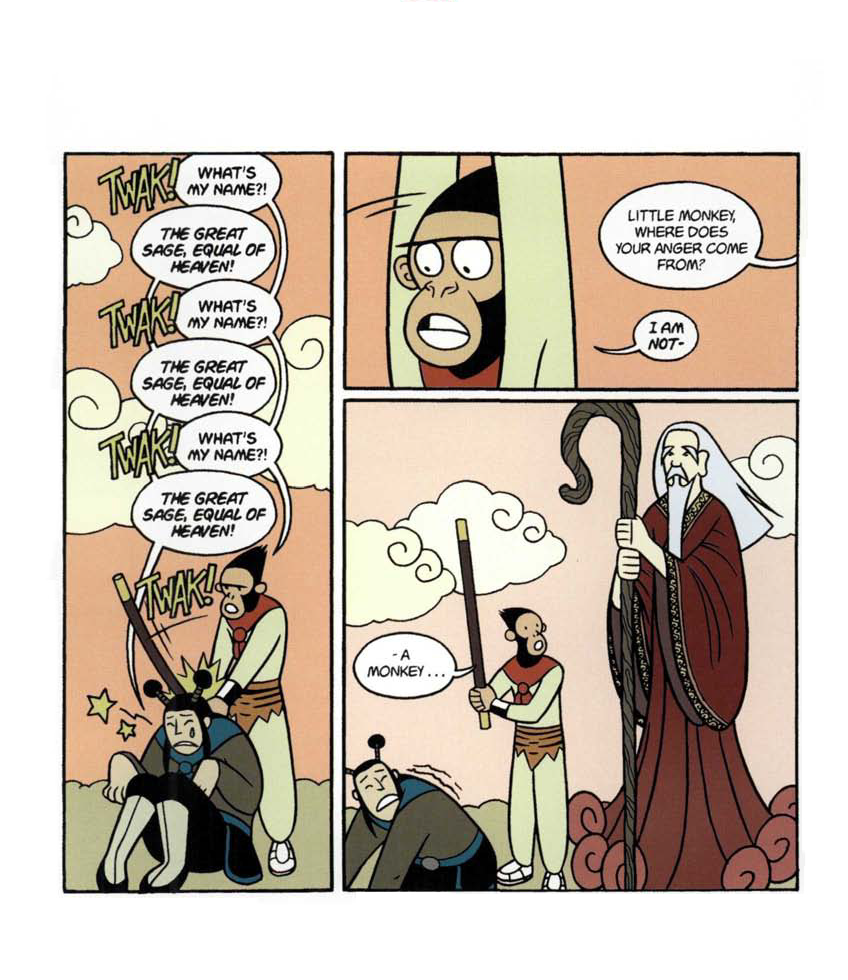 TWAK!
WHAT'S
MY NAME?!
THE GREAT
SAGE, EQUAL OF
HEAVEN!
TWAK!
WHAT'S
MY NAME?!
THE GREAT
SAGE, EQUAL OF
HEAVEN!
TWAK!
WHAT'S
MY NAME?!
THE GREAT
SAGE, EQUAL OF
HEAVEN!
TWAK!
LITTLE MONKEY,
WHERE DOES
YOUR ANGER COME
FROM?
I AM
NOT-
- A
MONKEY...